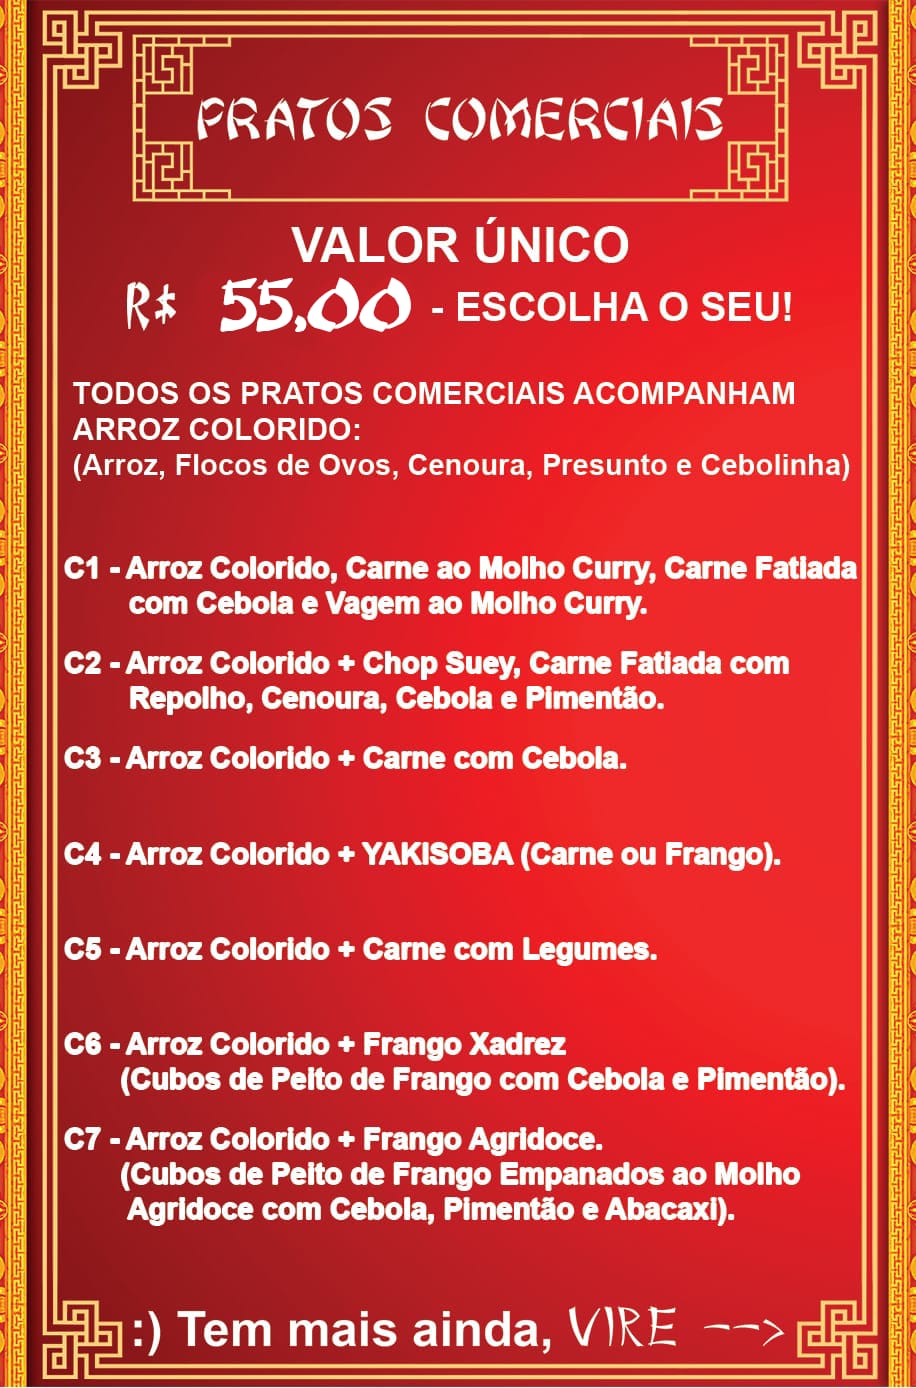 PRATOS COMERCIAIS
VALOR ÚNICO
R$ 55,00 - ESCOLHA O SEU!
TODOS OS PRATOS COMERCIAIS ACOMPANHAM
ARROZ COLORIDO:
(Arroz, Flocos de Ovos, Cenoura, Presunto e Cebolinha)
C1 - Arroz Colorido, Carne ao Molho Curry, Carne Fatiada
com Cebola e Vagem ao Molho Curry.
C2 - Arroz Colorido + Chop Suey, Carne Fatiada com
Repolho, Cenoura, Cebola e Pimentão.
C3 - Arroz Colorido + Carne com Cebola.
C4 - Arroz Colorido + YAKISOBA (Carne ou Frango).
C5 - Arroz Colorido + Carne com Legumes.
C6 - Arroz Colorido + Frango Xadrez
(Cubos de Peito de Frango com Cebola e Pimentão).
C7 - Arroz Colorido + Frango Agridoce.
(Cubos de Peito de Frango Empanados ao Molho
Agridoce com Cebola, Pimentão e Abacaxi).
:) Tem mais ainda, VIRE -->